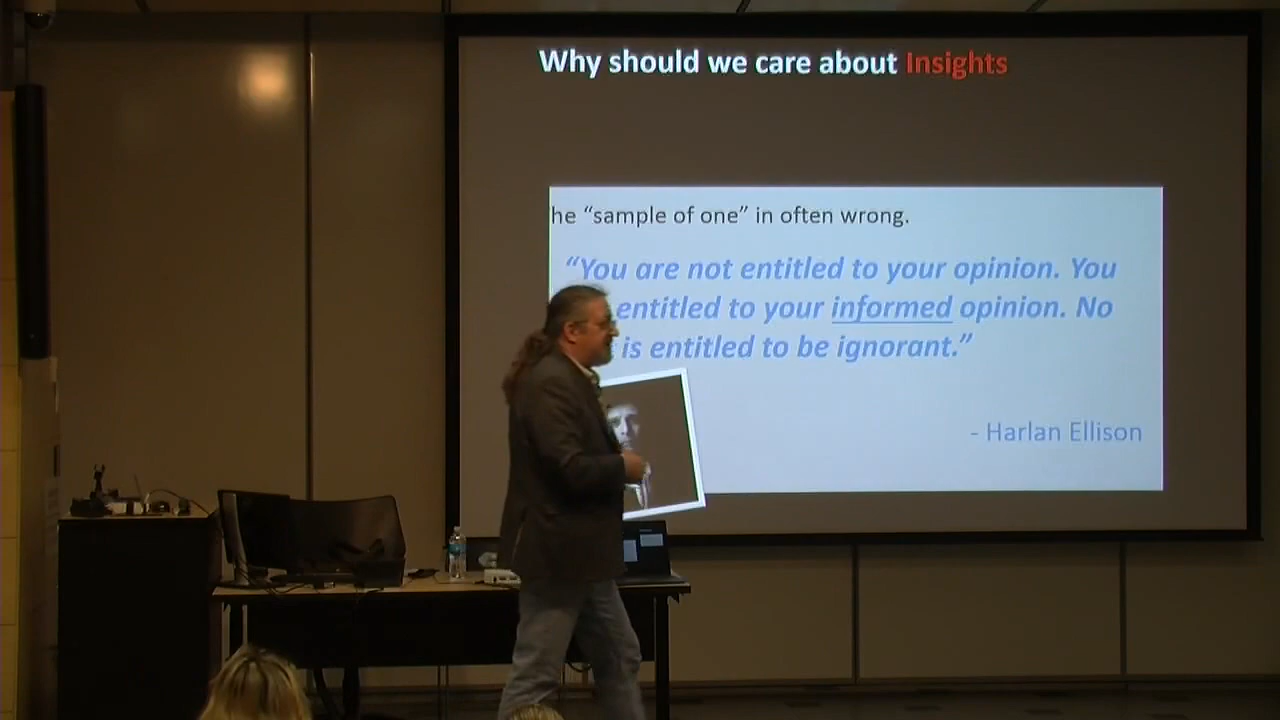 Why should we care about Insights
he “sample of one” in often wrong.
“You are not entitled to your opinion. You
entitled to your informed opinion. No
is entitled to be ignorant.”
- Harlan Ellison